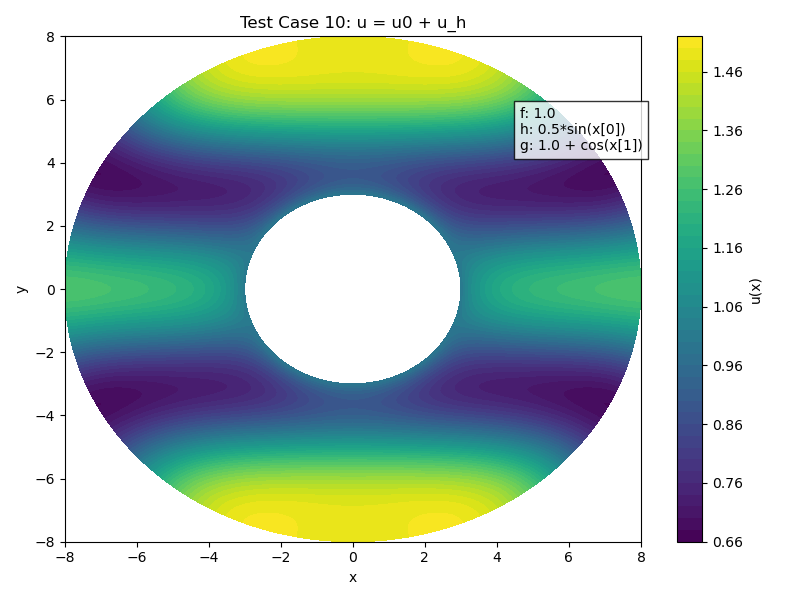 Test Case 10: u = u0 + u_h
8
6
4
2
0
−2
−4
−6
−8
y
−8 −6 −4 −2 0 2 4 6 8
x
f: 1.0
h: 0.5*sin(x[0])
g: 1.0 + cos(x[1])
1.46
1.36
1.26
1.16
1.06
0.96
0.86
0.76
0.66
u(x)